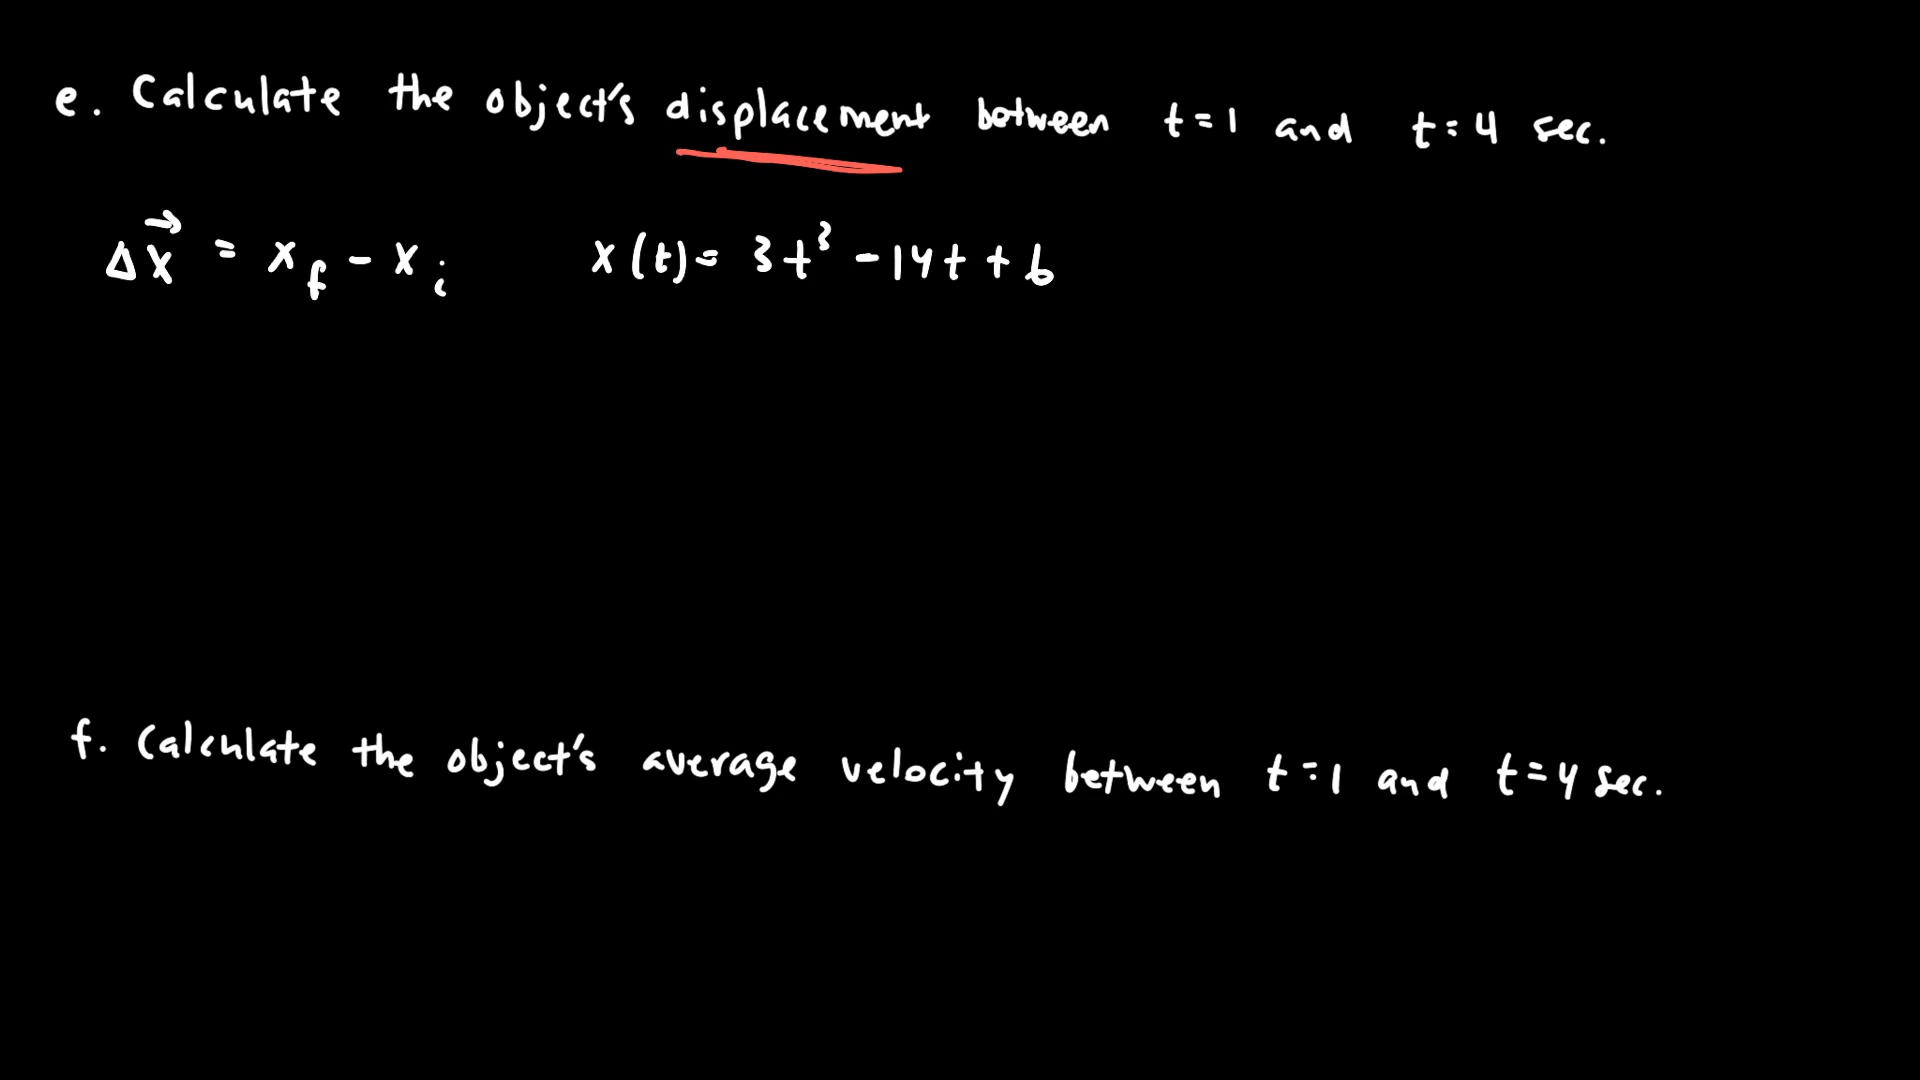 e. Calculate the object's displacement between t=1 and t=4 sec.
Δx⃗ = x_f - x_i x(t)= 3t³ - 14t + 6
f. Calculate the object's average velocity between t=1 and t=4 sec.